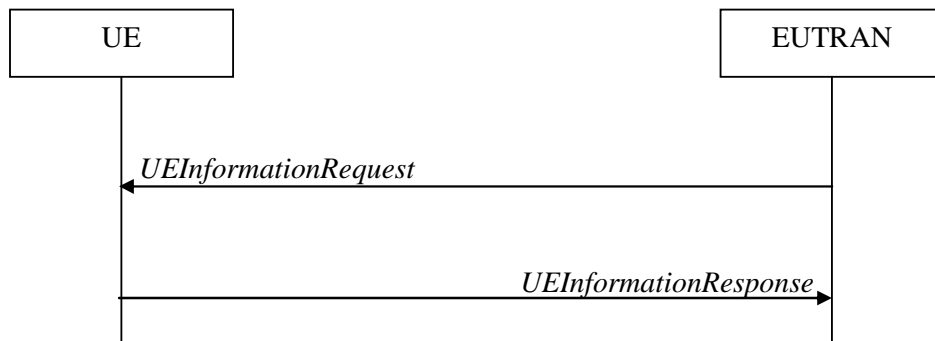 UE
EUTRAN
UEInformationRequest
UEInformationResponse